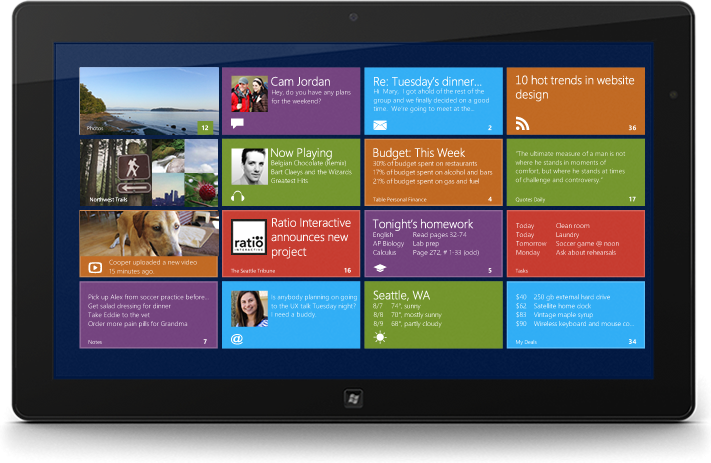 Photos
12
Cam Jordan
Hey, do you have any plans
for the weekend?
Re: Tuesday's dinner...
Hi Mary, I got ahold of the rest of the
group and we finally decided on a good
time. We're going to meet at the...
2
10 hot trends in website
design
36
Northwest Trails
Now Playing
Belgian Chocolate (Remix)
Bart Claeys and the Wizards
Greatest Hits
Budget: This Week
30% of budget spent on restaurants
17% of budget spent on alcohol and bars
21% of budget spent on gas and fuel
Table Personal Finance
4
"The ultimate measure of a man is not
where he stands in moments of
comfort, but where he stands at times
of challenge and controversy."
Quotes Daily
17
Cooper uploaded a new video
15 minutes ago
ratio
INTERACTIVE
Ratio Interactive
announces new
project
The Seattle Tribune
16
Tonight's homework
English Read pages 32-74
AP Biology Lab prep
Calculus Page 272, # 1-33 (odd)
5
Today Clean room
Today Laundry
Tomorrow Soccer game @ noon
Monday Ask about rehearsals
Tasks
Pick up Alex from soccer practice before...
Get salad dressing for dinner
Take Eddie to the vet
Order more pain pills for Grandma
Notes
7
Is anybody planning on going
to the UX talk Tuesday night?
I need a buddy.
@
Seattle, WA
8/7 74°, sunny
8/8 70°, mostly sunny
8/9 68°, partly cloudy
$40 250 gb external hard drive
$62 Satellite home dock
$83 Vintage maple syrup
$90 Wireless keyboard and mouse co...
My Deals
34